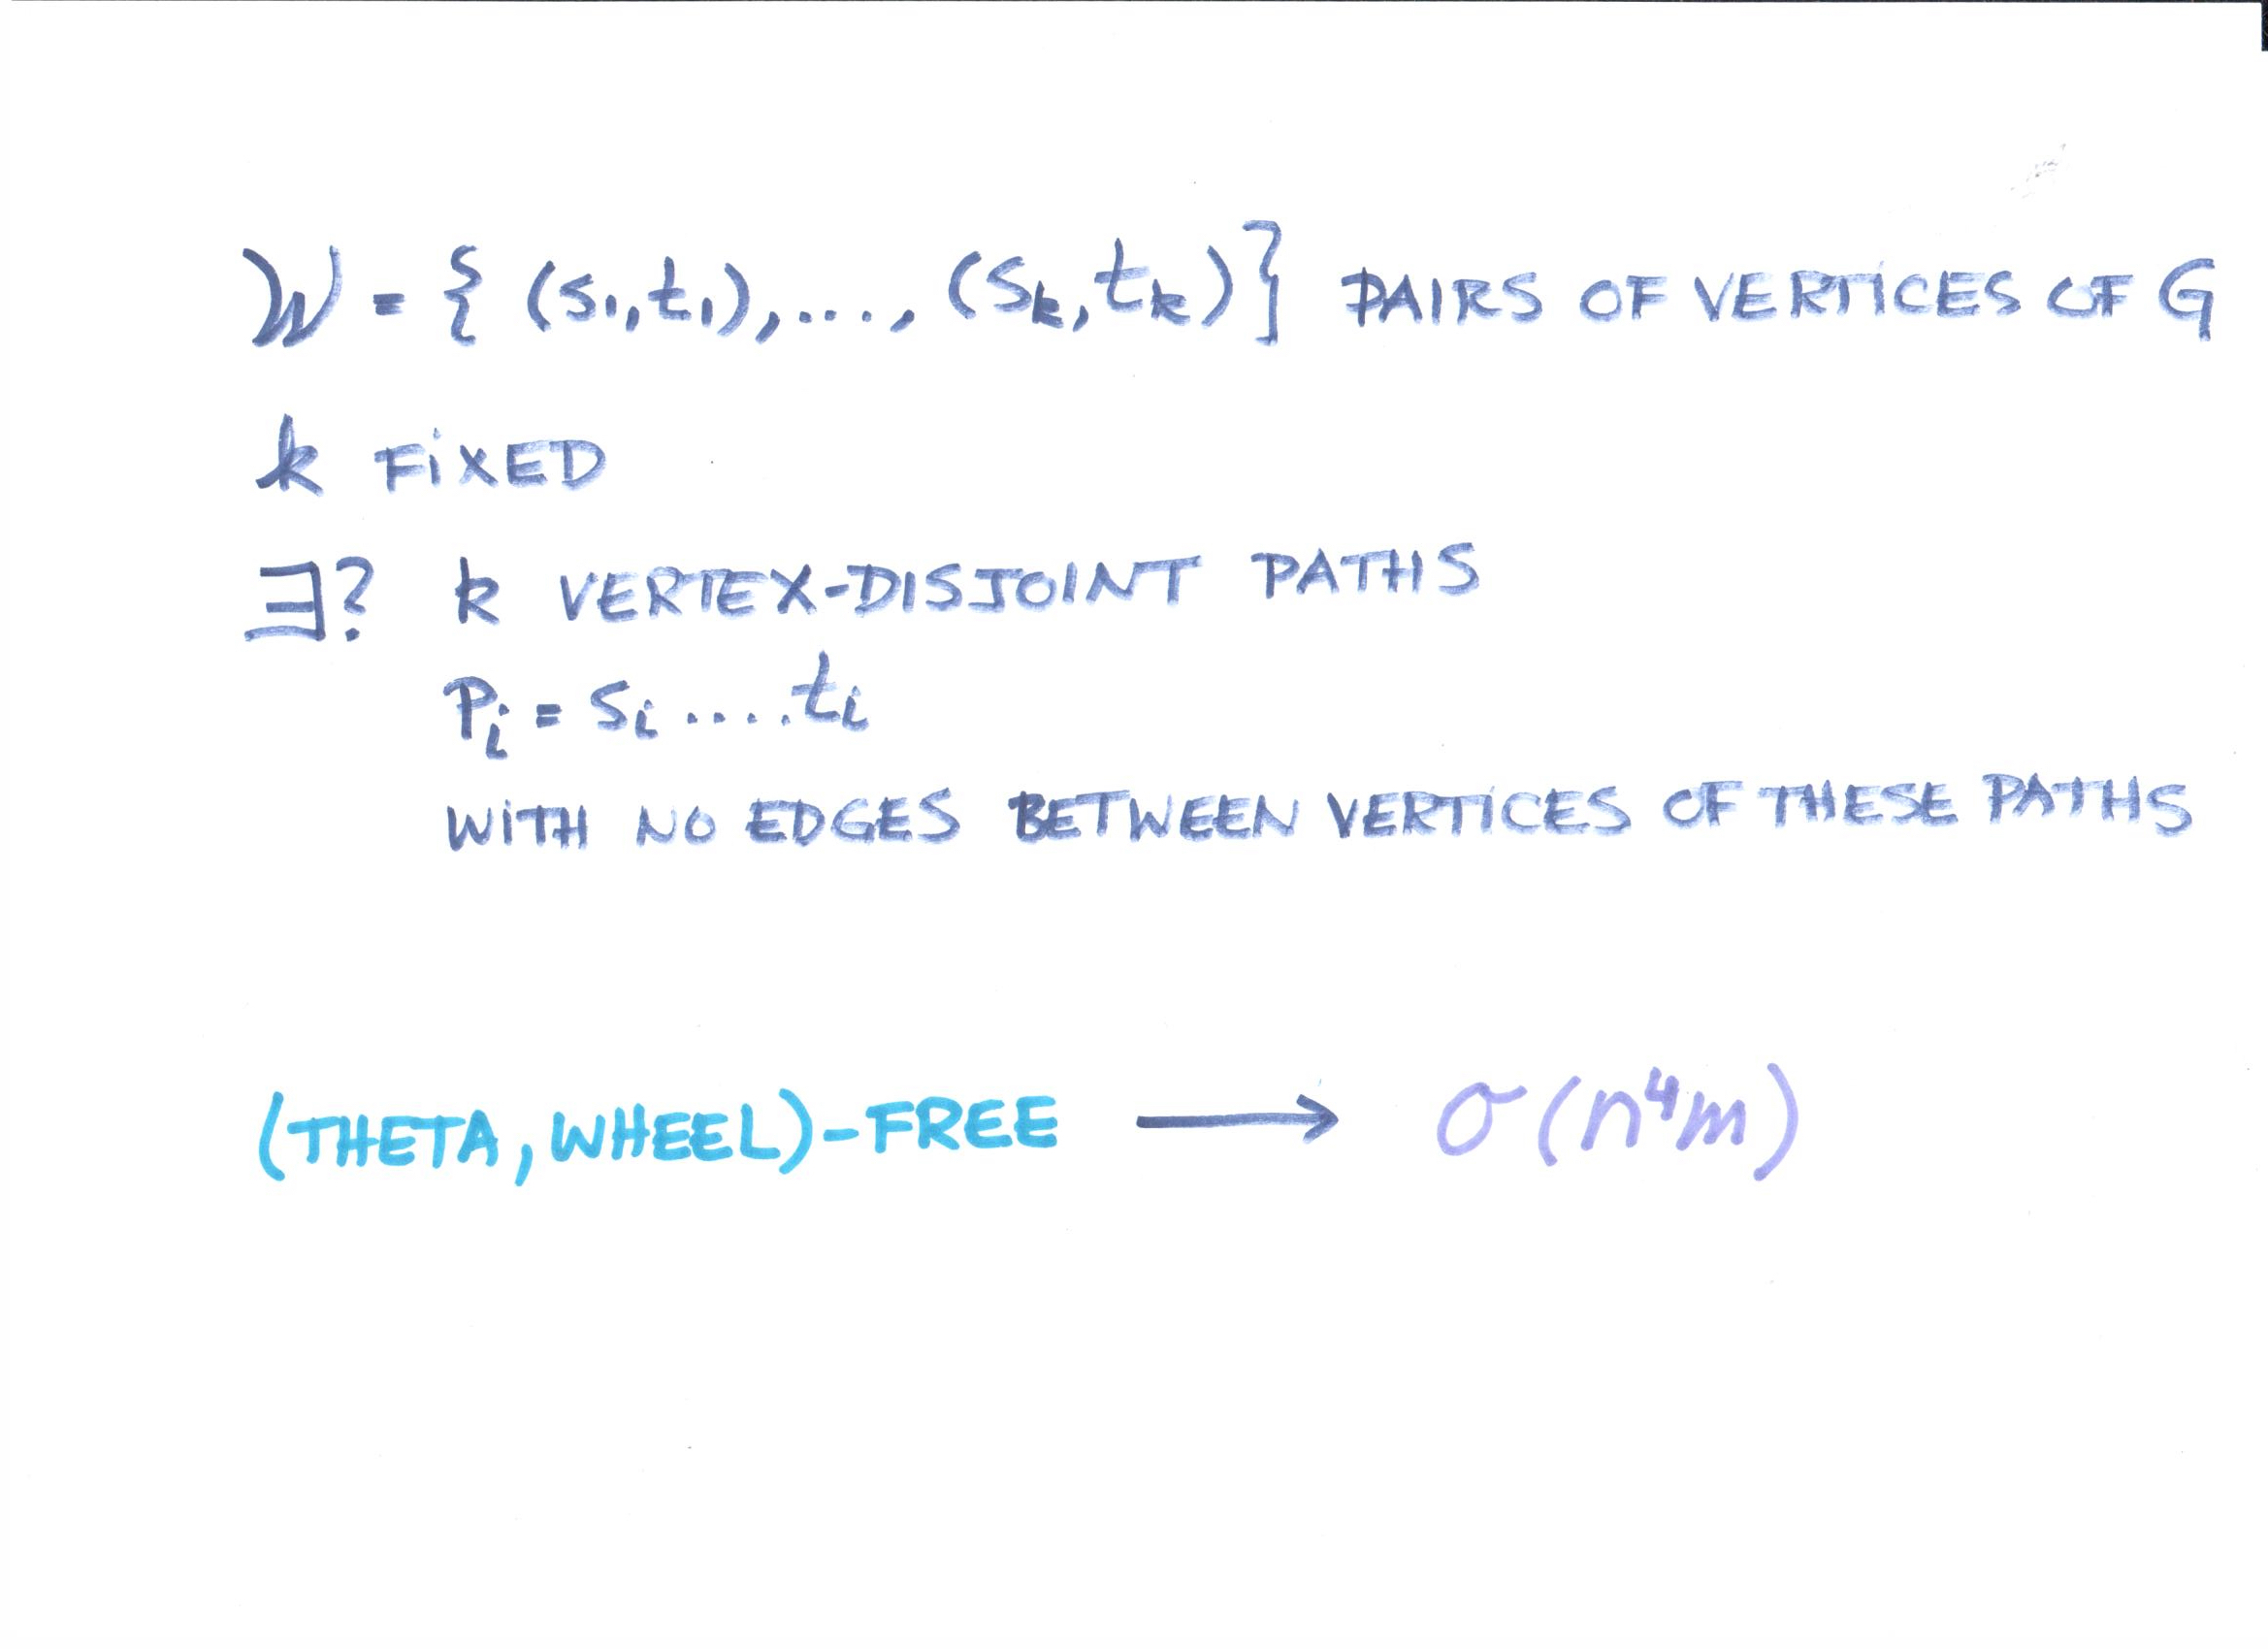 W = { (s₁,t₁),..., (sₖ,tₖ)} PAIRS OF VERTICES OF G
k FIXED
∃? k VERTEX-DISJOINT PATHS
Pᵢ = sᵢ ....tᵢ
WITH NO EDGES BETWEEN VERTICES OF THESE PATHS
(THETA, WHEEL)-FREE ⟶ O(n⁴m)